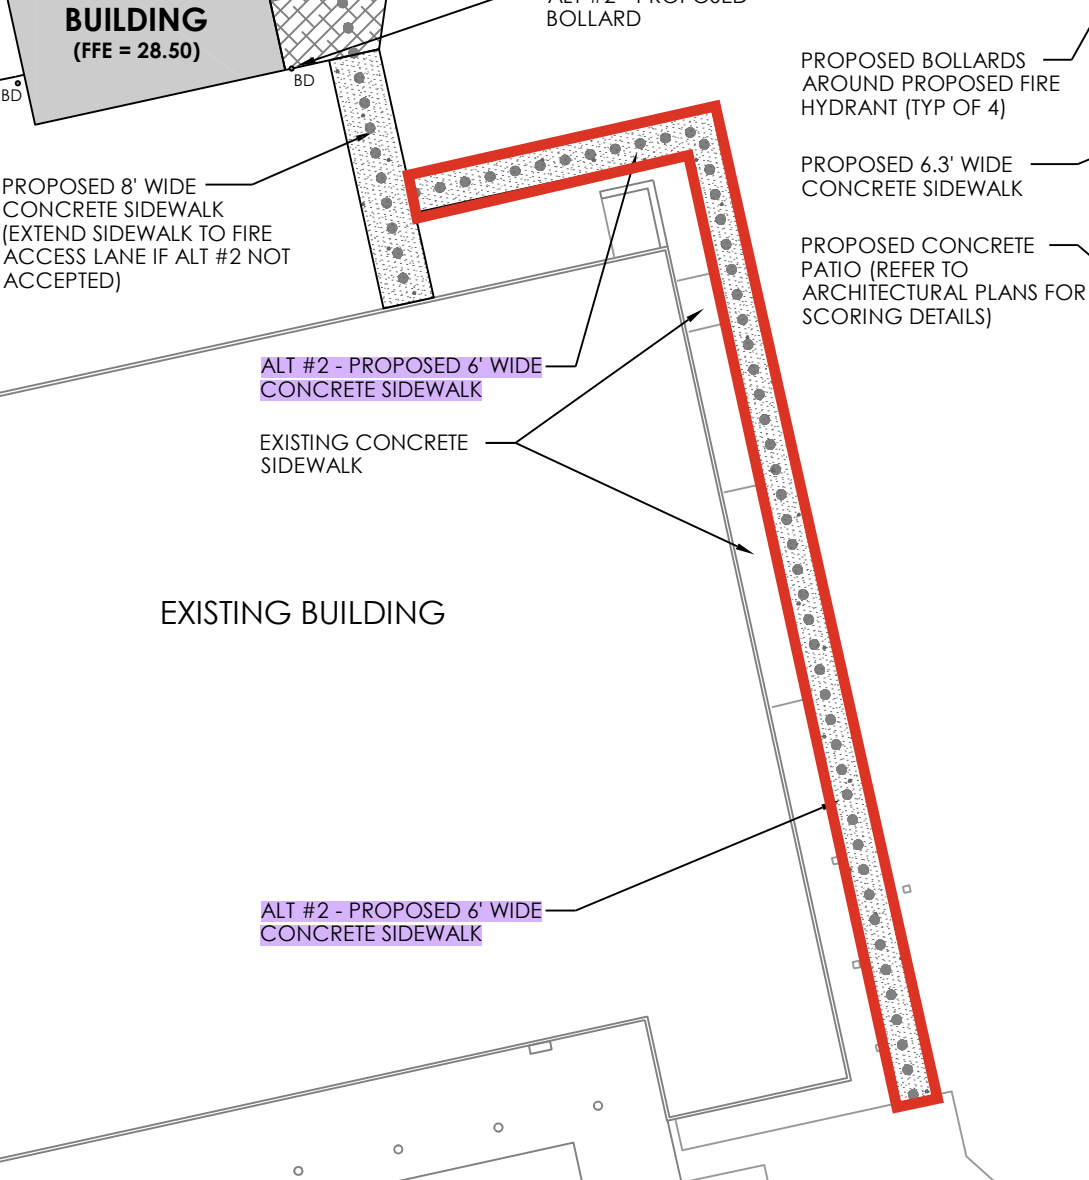 BUILDING
(FFE = 28.50)
BD
BD
ALT #2 - PROPOSED
BOLLARD
PROPOSED BOLLARDS
AROUND PROPOSED FIRE
HYDRANT (TYP OF 4)
PROPOSED 6.3' WIDE
CONCRETE SIDEWALK
PROPOSED CONCRETE
PATIO (REFER TO
ARCHITECTURAL PLANS FOR
SCORING DETAILS)
PROPOSED 8' WIDE
CONCRETE SIDEWALK
(EXTEND SIDEWALK TO FIRE
ACCESS LANE IF ALT #2 NOT
ACCEPTED)
ALT #2 - PROPOSED 6' WIDE
CONCRETE SIDEWALK
EXISTING CONCRETE
SIDEWALK
EXISTING BUILDING
ALT #2 - PROPOSED 6' WIDE
CONCRETE SIDEWALK